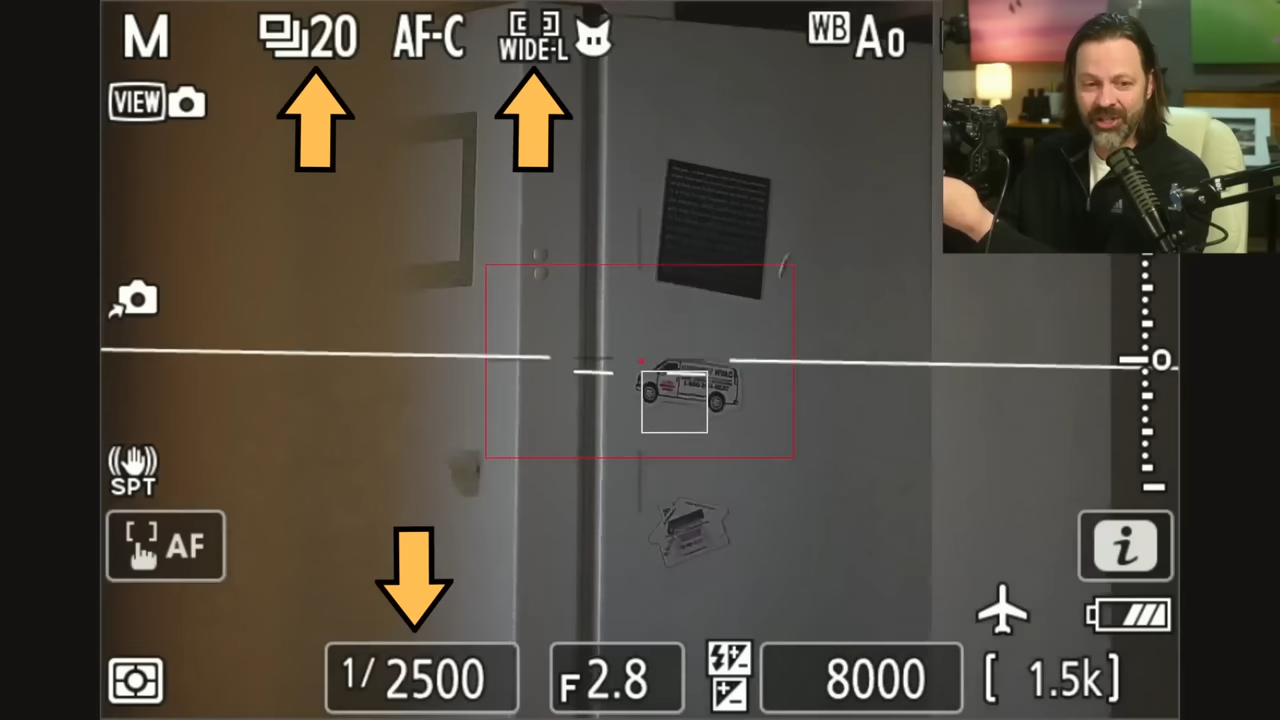 M
20
AF-C
WIDE-L
WB A0
VIEW
0
SPT
AF
i
1/2500
F2.8
8000
[ 1.5k]
HVAC